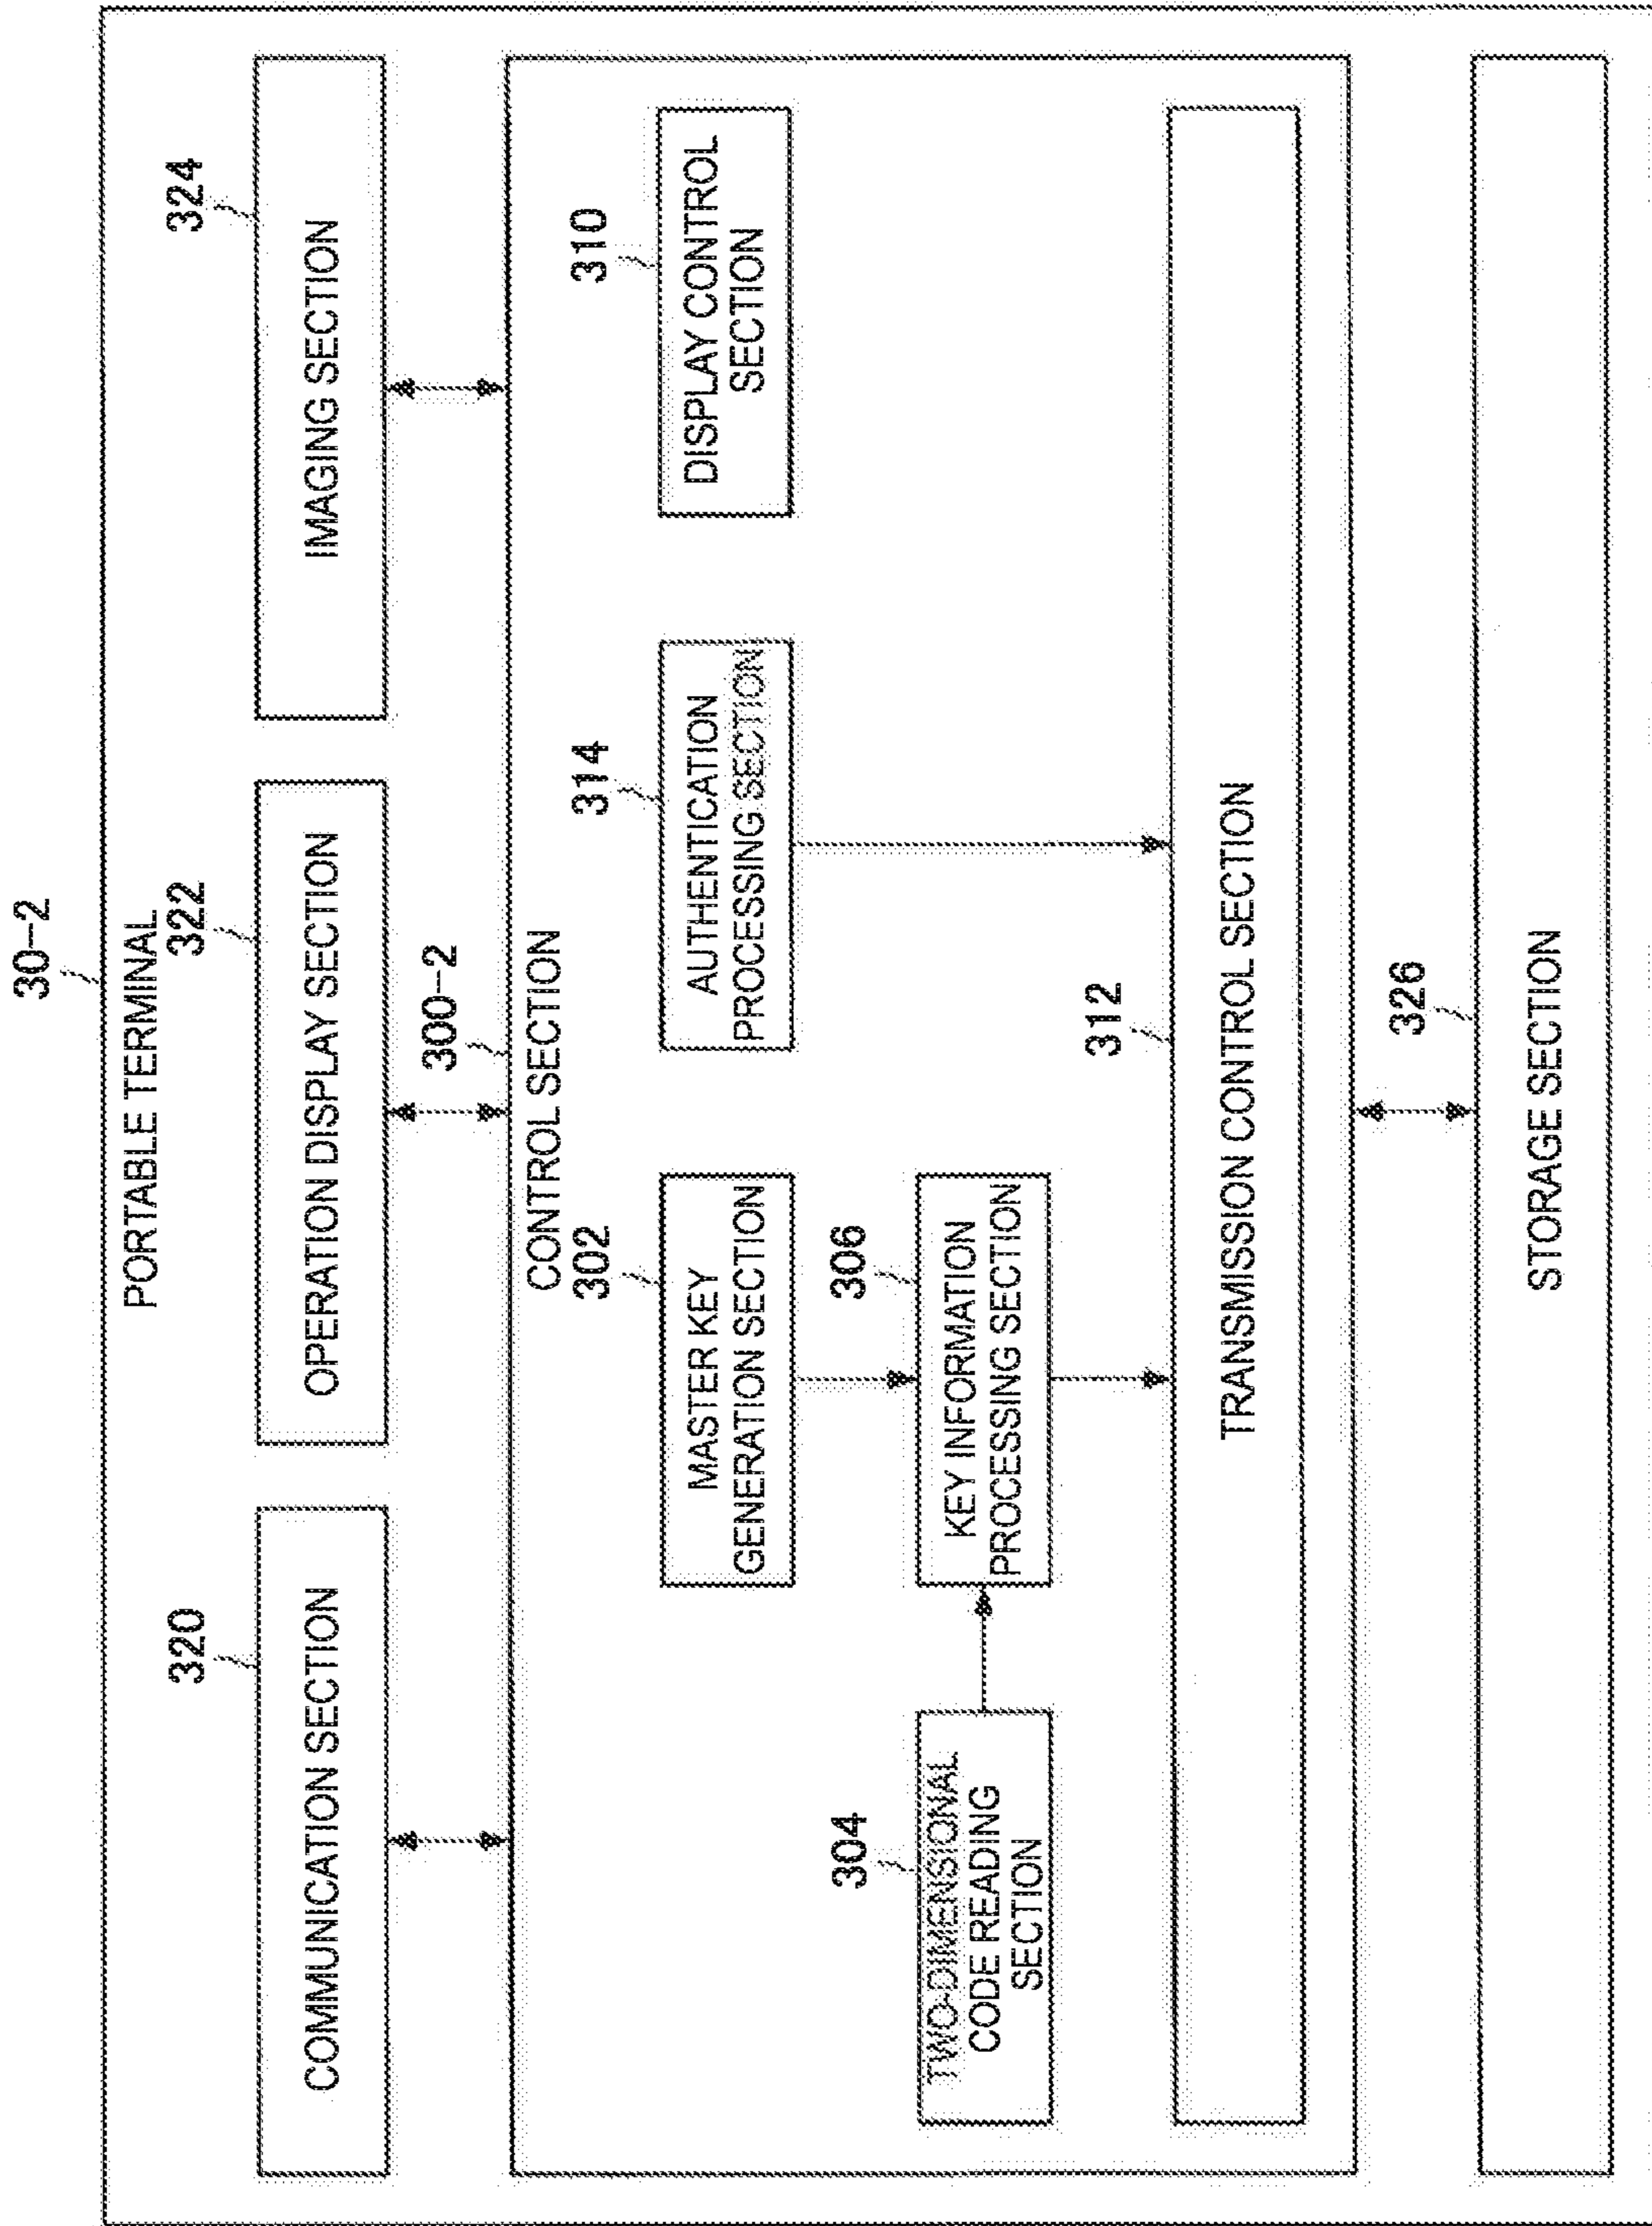 30-2
PORTABLE TERMINAL
320
322
324
COMMUNICATION SECTION
OPERATION DISPLAY SECTION
IMAGING SECTION
300-2
CONTROL SECTION
302
314
310
MASTER KEY
GENERATION SECTION
AUTHENTICATION
PROCESSING SECTION
DISPLAY CONTROL
SECTION
304
306
TWO-DIMENSIONAL
CODE READING
SECTION
KEY INFORMATION
PROCESSING SECTION
312
TRANSMISSION CONTROL SECTION
326
STORAGE SECTION